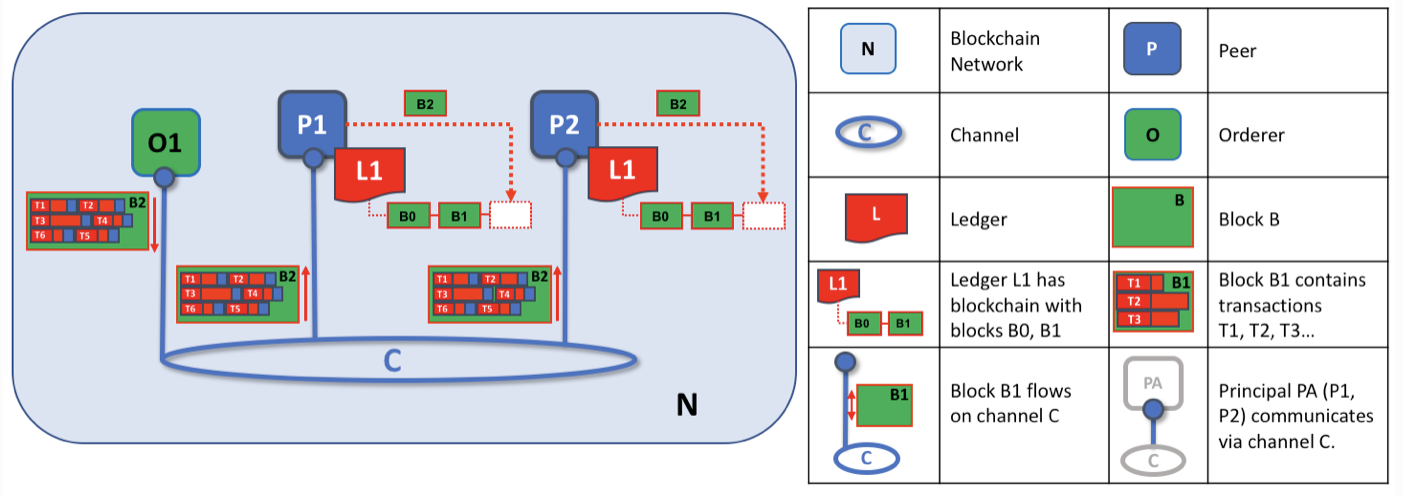 O1
P1
B2
L1
B0 B1
P2
B2
L1
B0 B1
T1 T2 B2
T3 T4
T6 T5
T1 T2 B2
T3 T4
T6 T5
T1 T2 B2
T3 T4
T6 T5
C
N
N
Blockchain
Network
P
Peer
C
Channel
O
Orderer
L
Ledger
B
Block B
L1
B0 B1
Ledger L1 has
blockchain with
blocks B0, B1
T1 B1
T2
T3
Block B1 contains
transactions
T1, T2, T3...
B1
C
Block B1 flows
on channel C
PA
C
Principal PA (P1,
P2) communicates
via channel C.